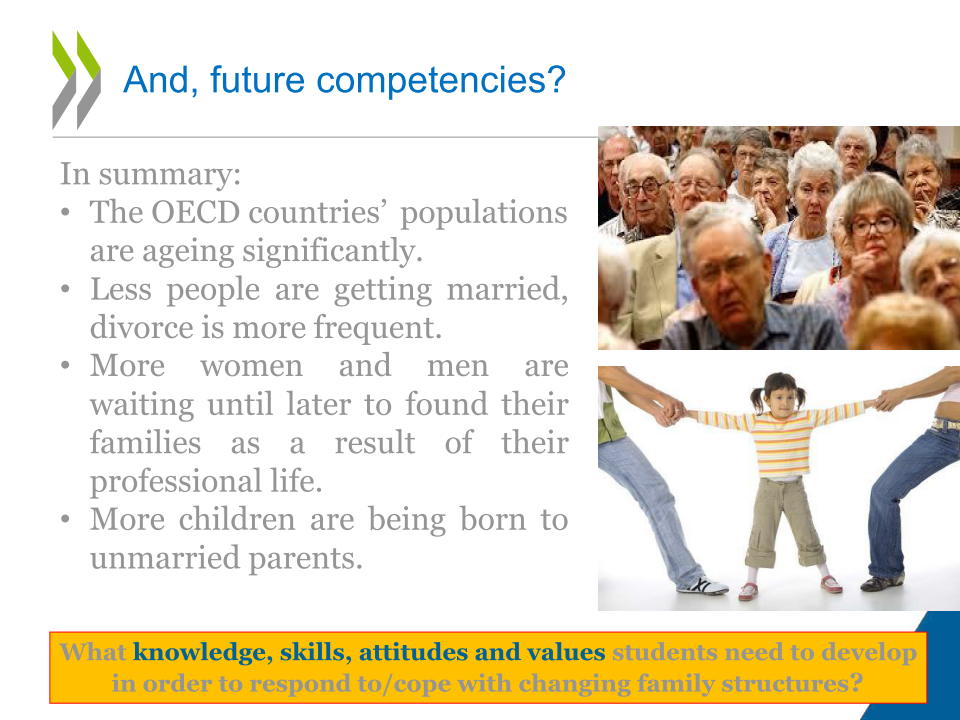 And, future competencies?
In summary:
• The OECD countries’ populations
are ageing significantly.
• Less people are getting married,
divorce is more frequent.
• More women and men are
waiting until later to found their
families as a result of their
professional life.
• More children are being born to
unmarried parents.
What knowledge, skills, attitudes and values students need to develop
in order to respond to/cope with changing family structures?